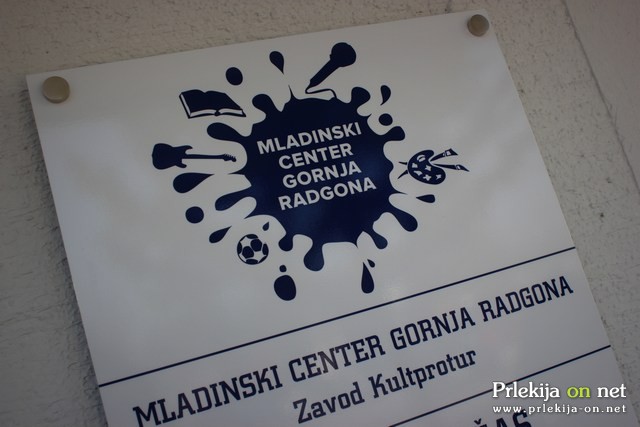 MLADINSKI
CENTER
GORNJA
RADGONA
MLADINSKI CENTER GORNJA RADGONA
Zavod Kultprotur
Prlekija on net
www.prlekija-on.net